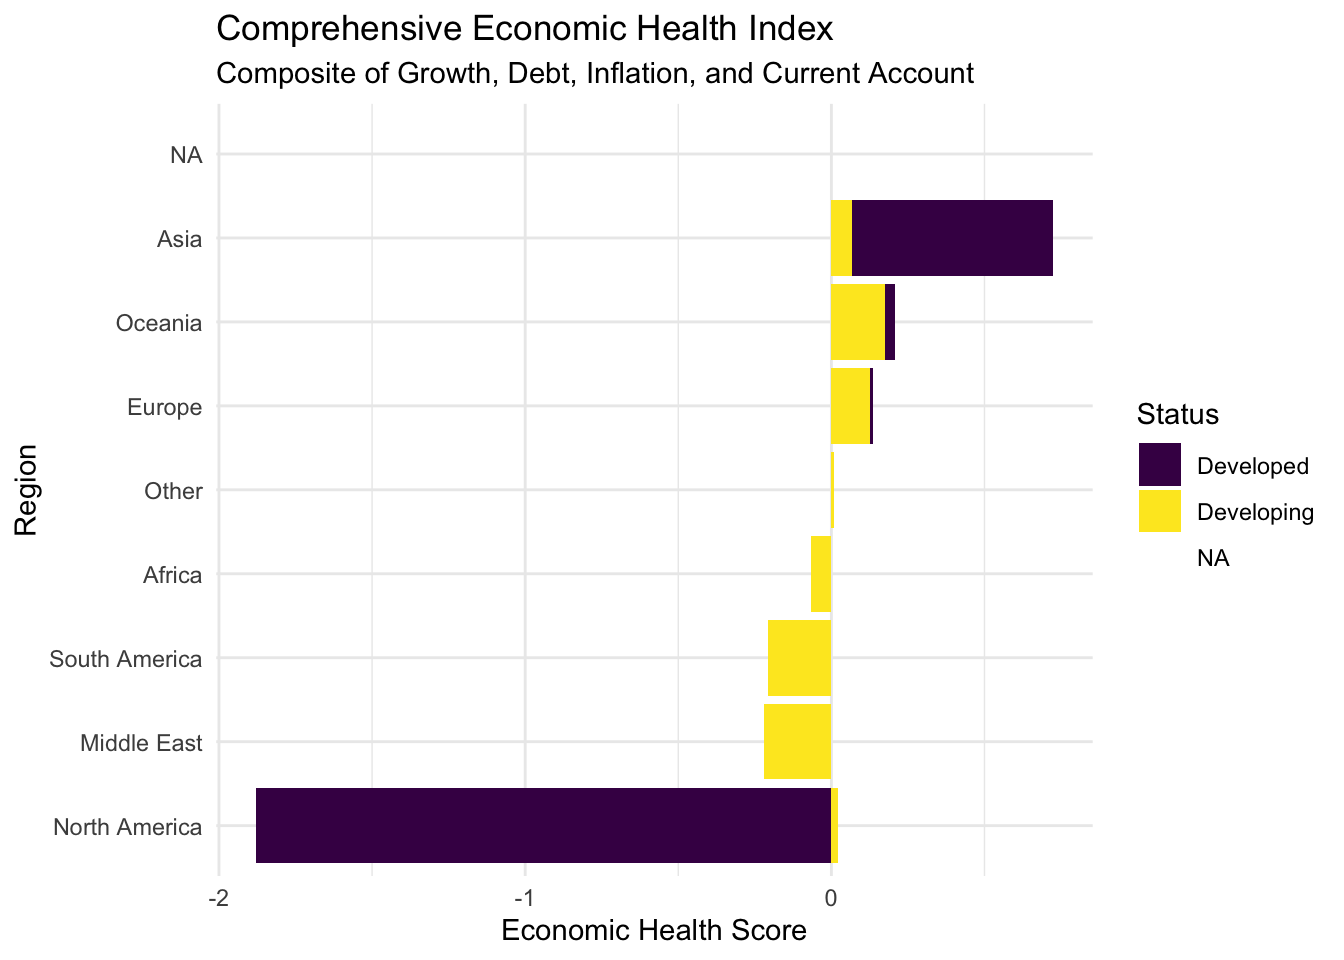 Comprehensive Economic Health Index
Composite of Growth, Debt, Inflation, and Current Account
NA
Asia
Oceania
Europe
Other
Africa
South America
Middle East
North America
Region
-2
-1
0
Economic Health Score
Status
Developed
Developing
NA